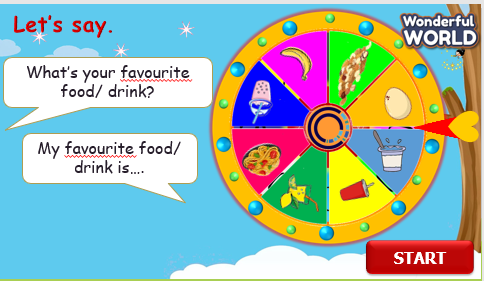 Let's say.
Wonderful
WORLD
What's your favourite
food/ drink?
My favourite food/
drink is....
START